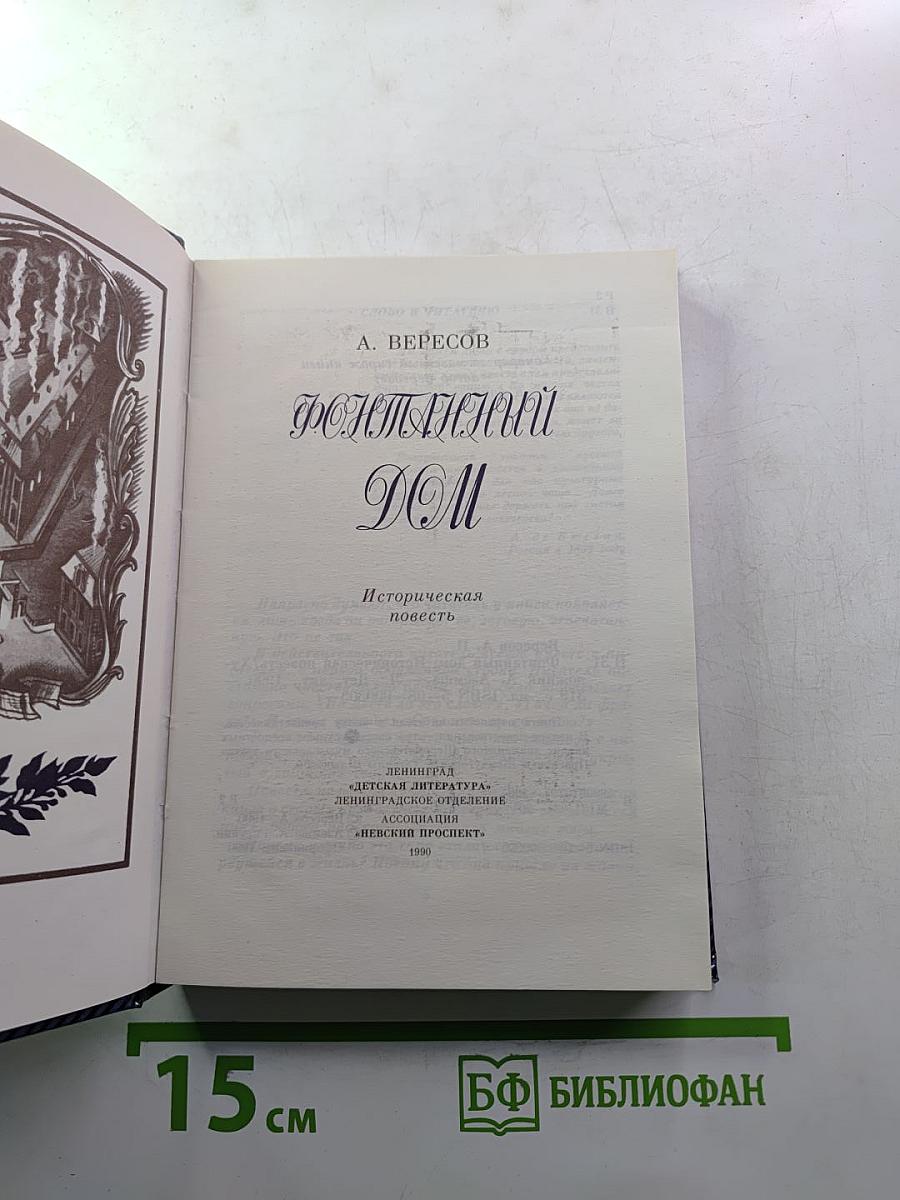 А. ВЕРЕСОВ
ФОНТАННЫЙ
ДОМ
Историческая
повесть
ЛЕНИНГРАД
«ДЕТСКАЯ ЛИТЕРАТУРА»
ЛЕНИНГРАДСКОЕ ОТДЕЛЕНИЕ
АССОЦИАЦИЯ
«НЕВСКИЙ ПРОСПЕКТ»
1990
15 см
БФ БИБЛИОФАН